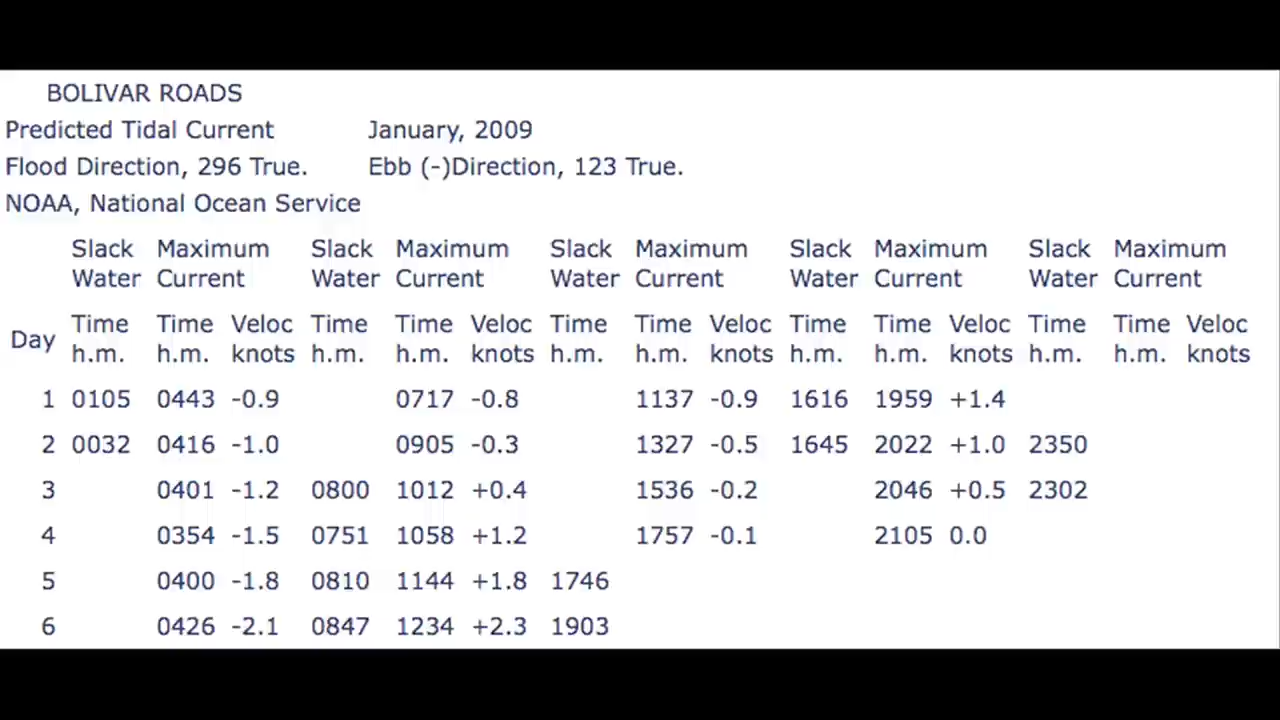 BOLIVAR ROADS
Predicted Tidal Current January, 2009
Flood Direction, 296 True. Ebb (-)Direction, 123 True.
NOAA, National Ocean Service
Slack Maximum Slack Maximum Slack Maximum Slack Maximum Slack Maximum
Water Current Water Current Water Current Water Current Water Current
Day Time Time Veloc Time Time Veloc Time Time Veloc Time Time Veloc Time Time Veloc
h.m. h.m. knots h.m. h.m. knots h.m. h.m. knots h.m. h.m. knots h.m. h.m. knots
1 0105 0443 -0.9 0717 -0.8 1137 -0.9 1616 1959 +1.4
2 0032 0416 -1.0 0905 -0.3 1327 -0.5 1645 2022 +1.0 2350
3 0401 -1.2 0800 1012 +0.4 1536 -0.2 2046 +0.5 2302
4 0354 -1.5 0751 1058 +1.2 1757 -0.1 2105 0.0
5 0400 -1.8 0810 1144 +1.8 1746
6 0426 -2.1 0847 1234 +2.3 1903